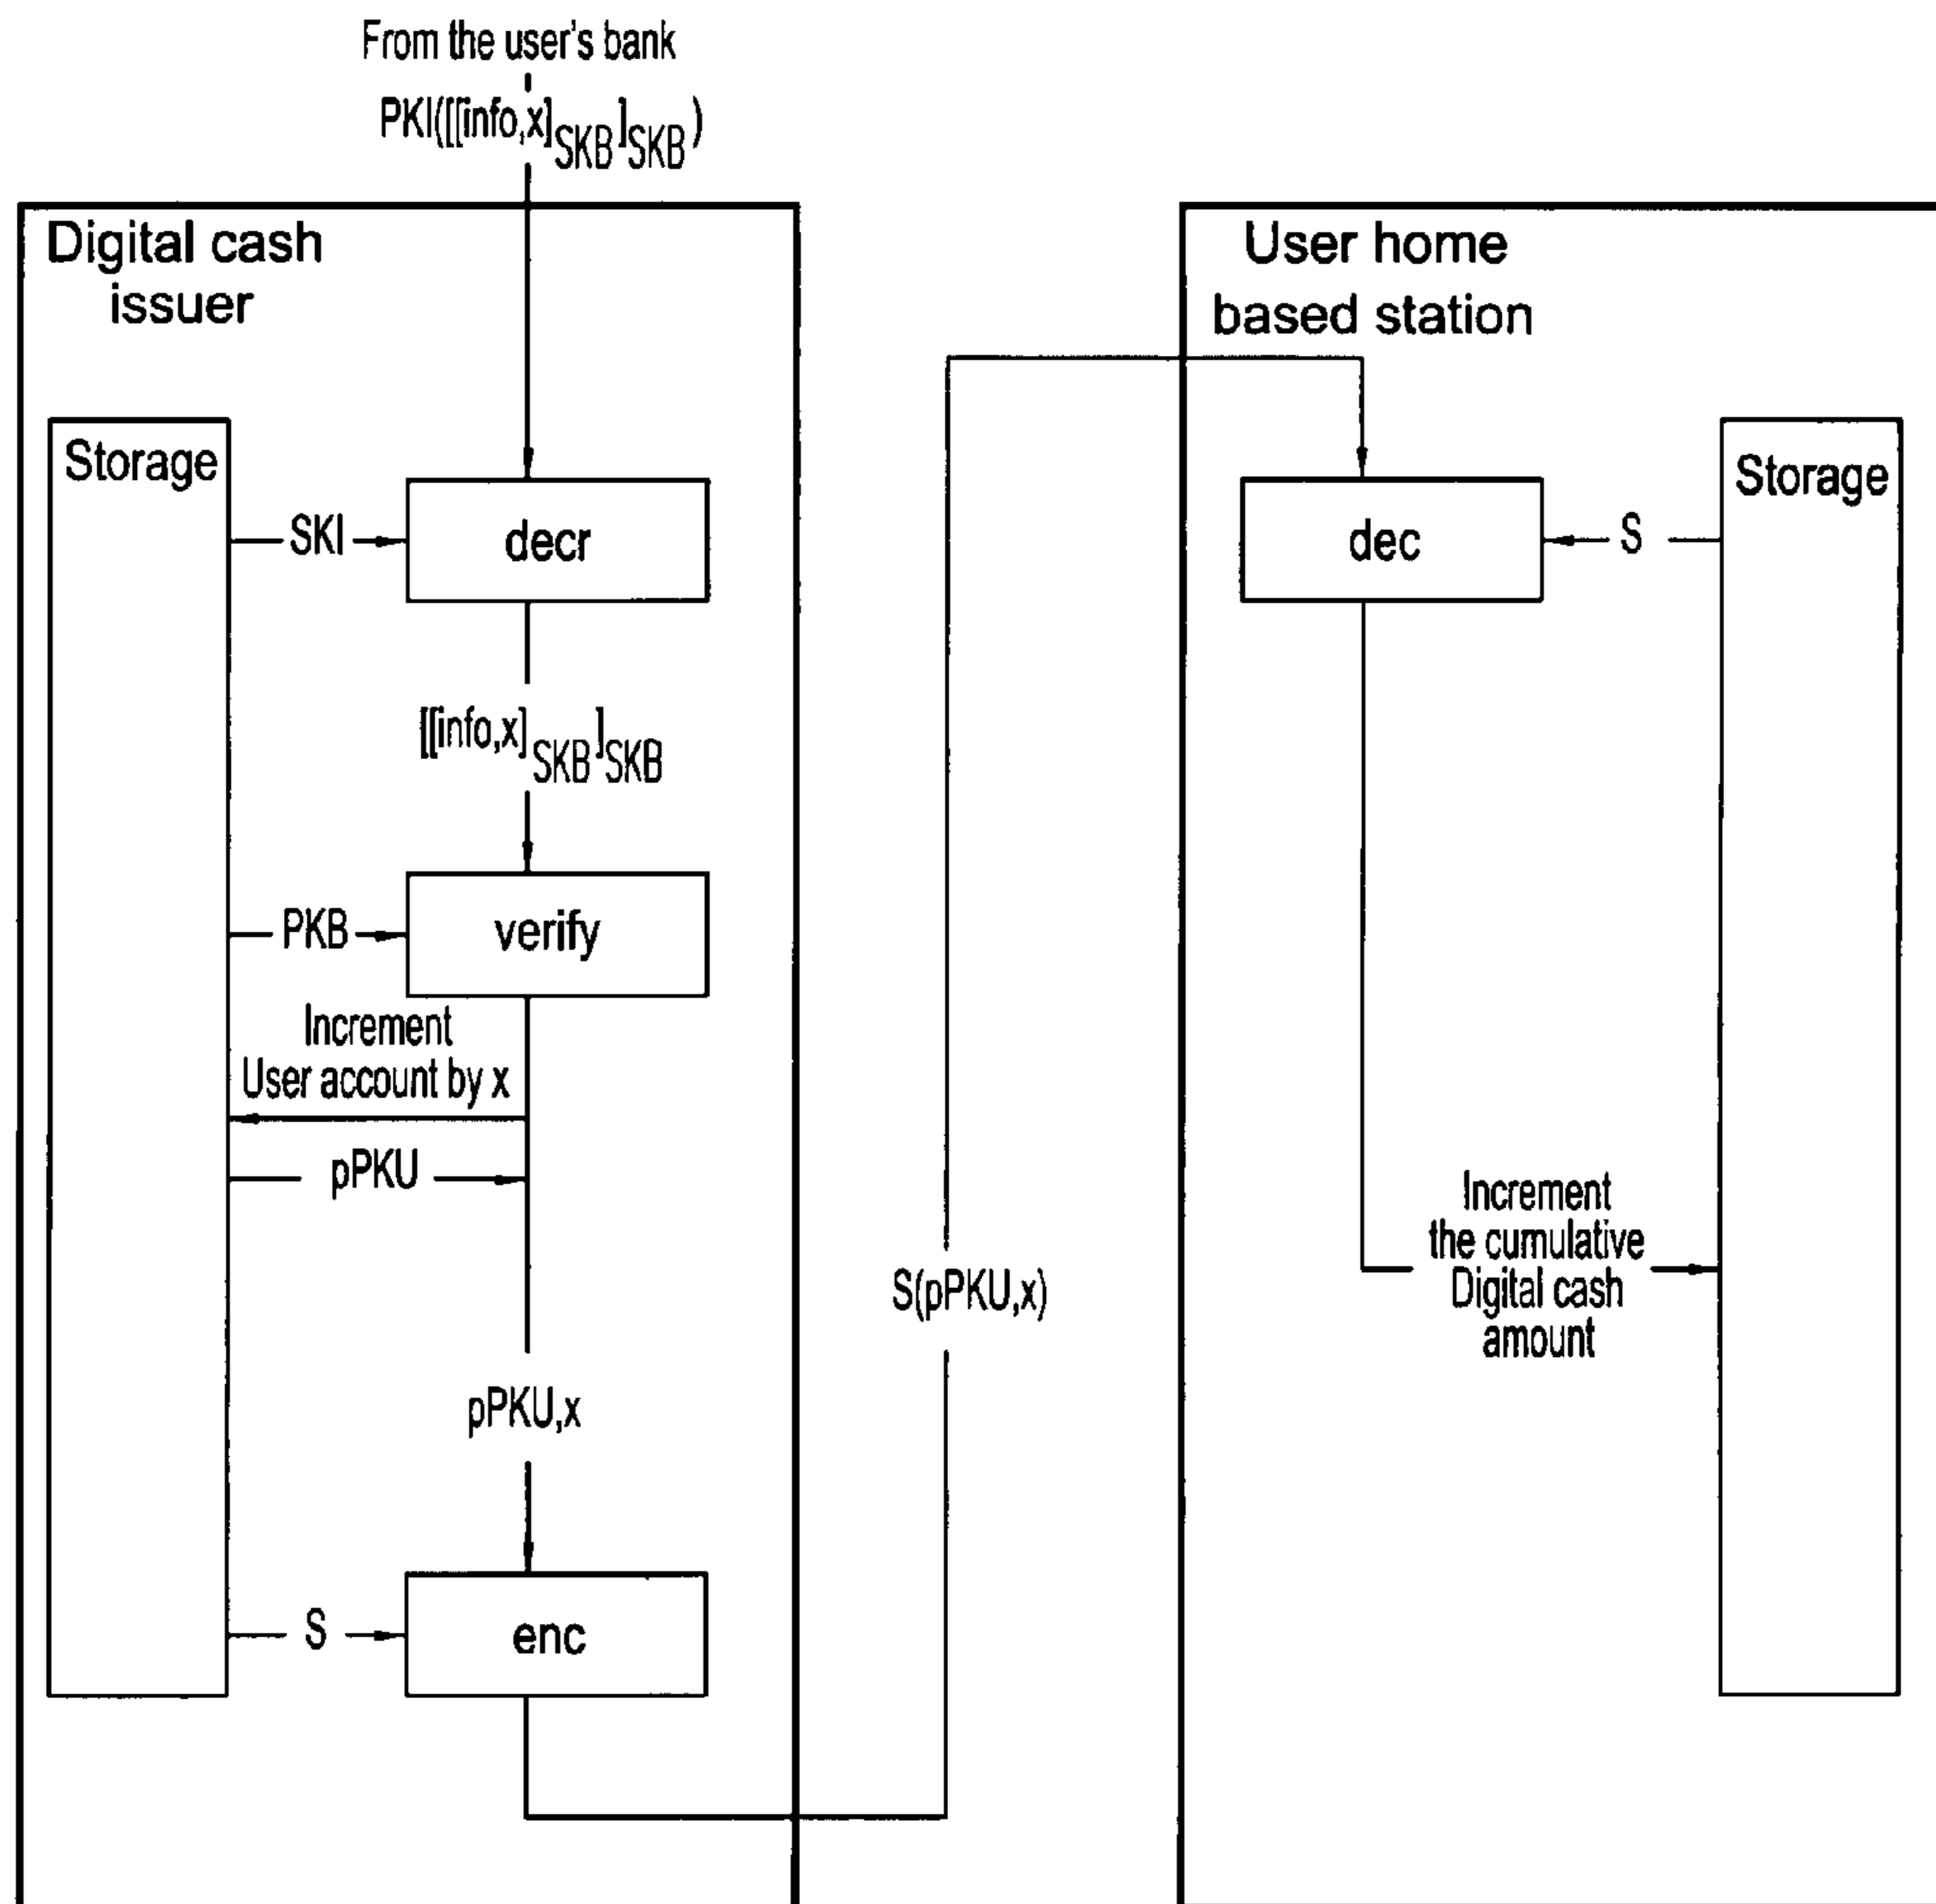 From the user's bank
PKI([[info,x]SKB]SKB)
Digital cash
issuer
Storage
SKI
decr
[[info,x]SKB]SKB
PKB
verify
Increment
User account by x
pPKU
pPKU,x
S
enc
S(pPKU,x)
User home
based station
dec
S
Storage
Increment
the cumulative
Digital cash
amount